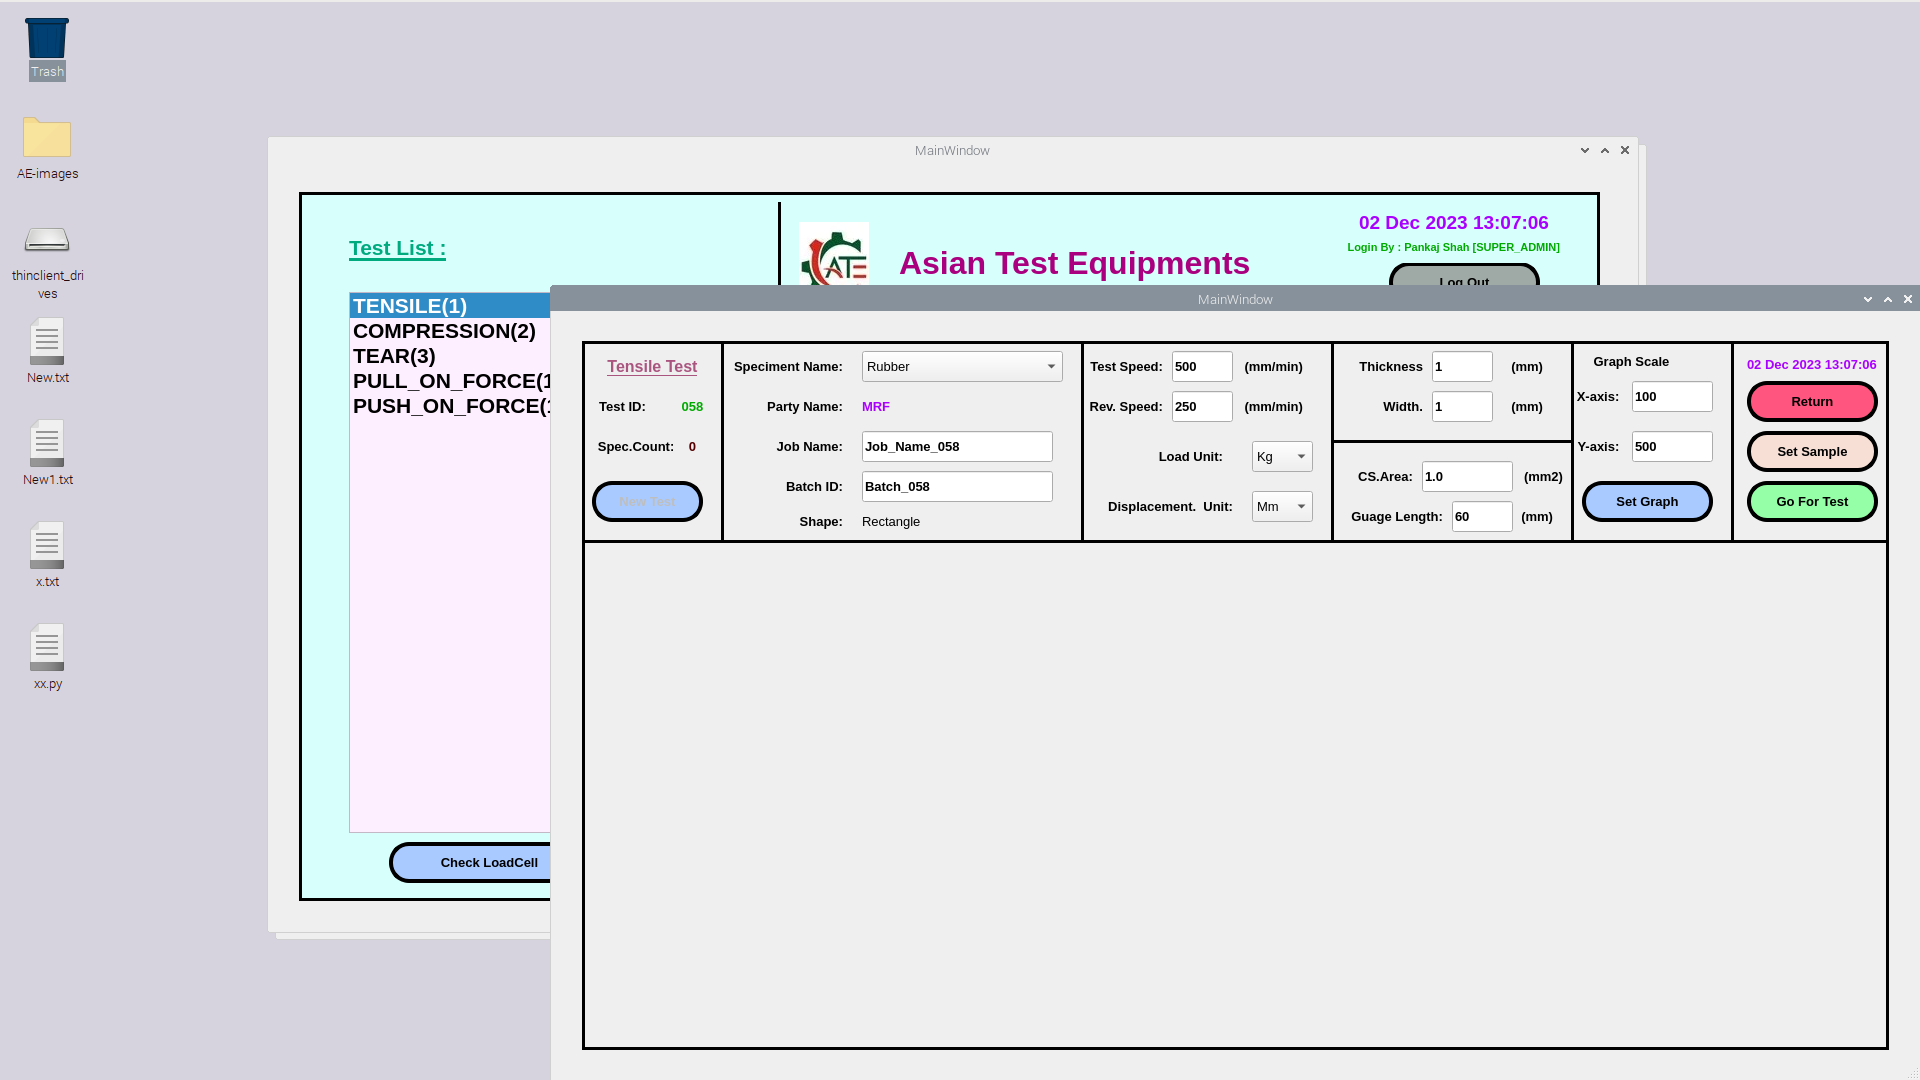 Trash
AE-images
thinclient_dri
ves
New.txt
New1.txt
x.txt
xx.py
MainWindow
Test List :
TENSILE(1)
COMPRESSION(2)
TEAR(3)
PULL_ON_FORCE(1
PUSH_ON_FORCE(1
Check LoadCell
ATE
Asian Test Equipments
02 Dec 2023 13:07:06
Login By : Pankaj Shah [SUPER_ADMIN]
Log Out
MainWindow
Tensile Test
Test ID: 058
Spec.Count: 0
New Test
Speciment Name: Rubber
Party Name: MRF
Job Name: Job_Name_058
Batch ID: Batch_058
Shape: Rectangle
Test Speed: 500 (mm/min)
Rev. Speed: 250 (mm/min)
Load Unit: Kg
Displacement. Unit: Mm
Thickness 1 (mm)
Width. 1 (mm)
CS.Area: 1.0 (mm2)
Guage Length: 60 (mm)
Graph Scale
X-axis: 100
Y-axis: 500
Set Graph
02 Dec 2023 13:07:06
Return
Set Sample
Go For Test